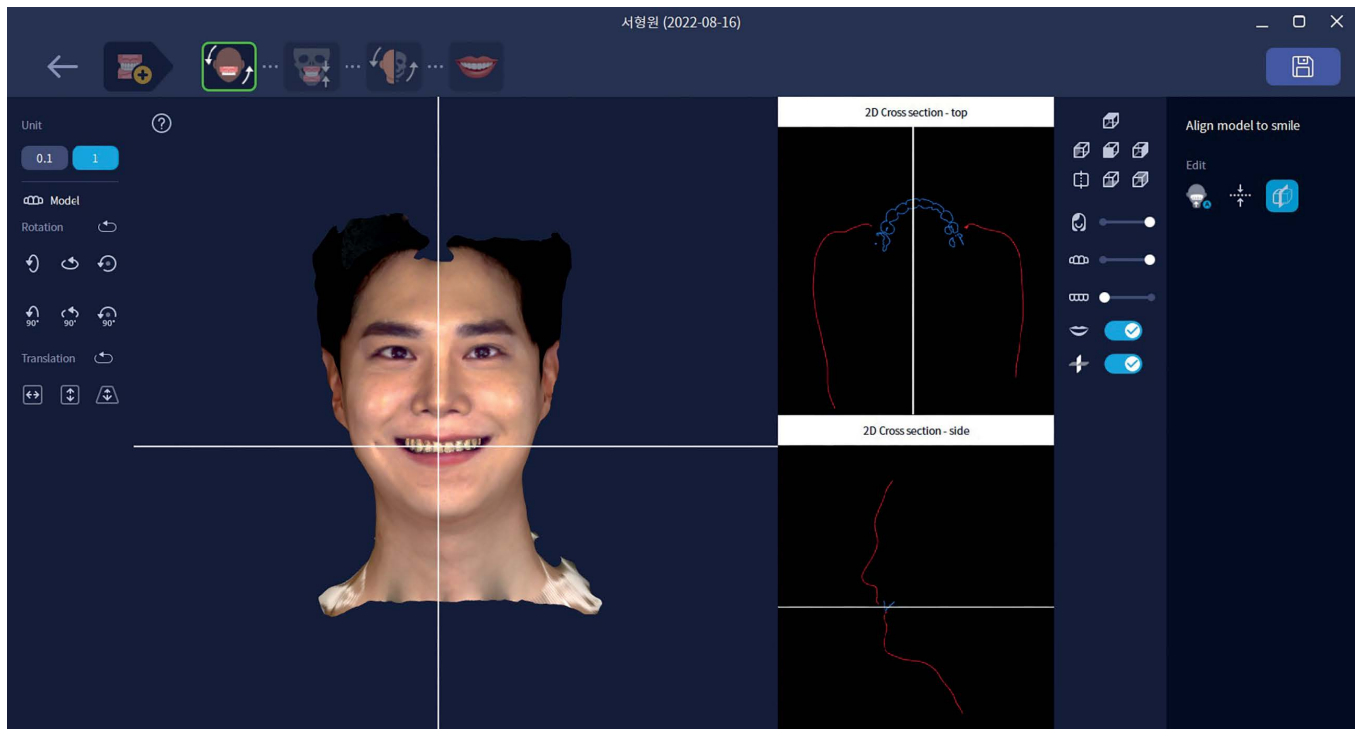 서형원 (2022-08-16)
Unit
0.1 1
Model
Rotation
90° 90° 90°
Translation
2D Cross section - top
2D Cross section - side
Align model to smile
Edit